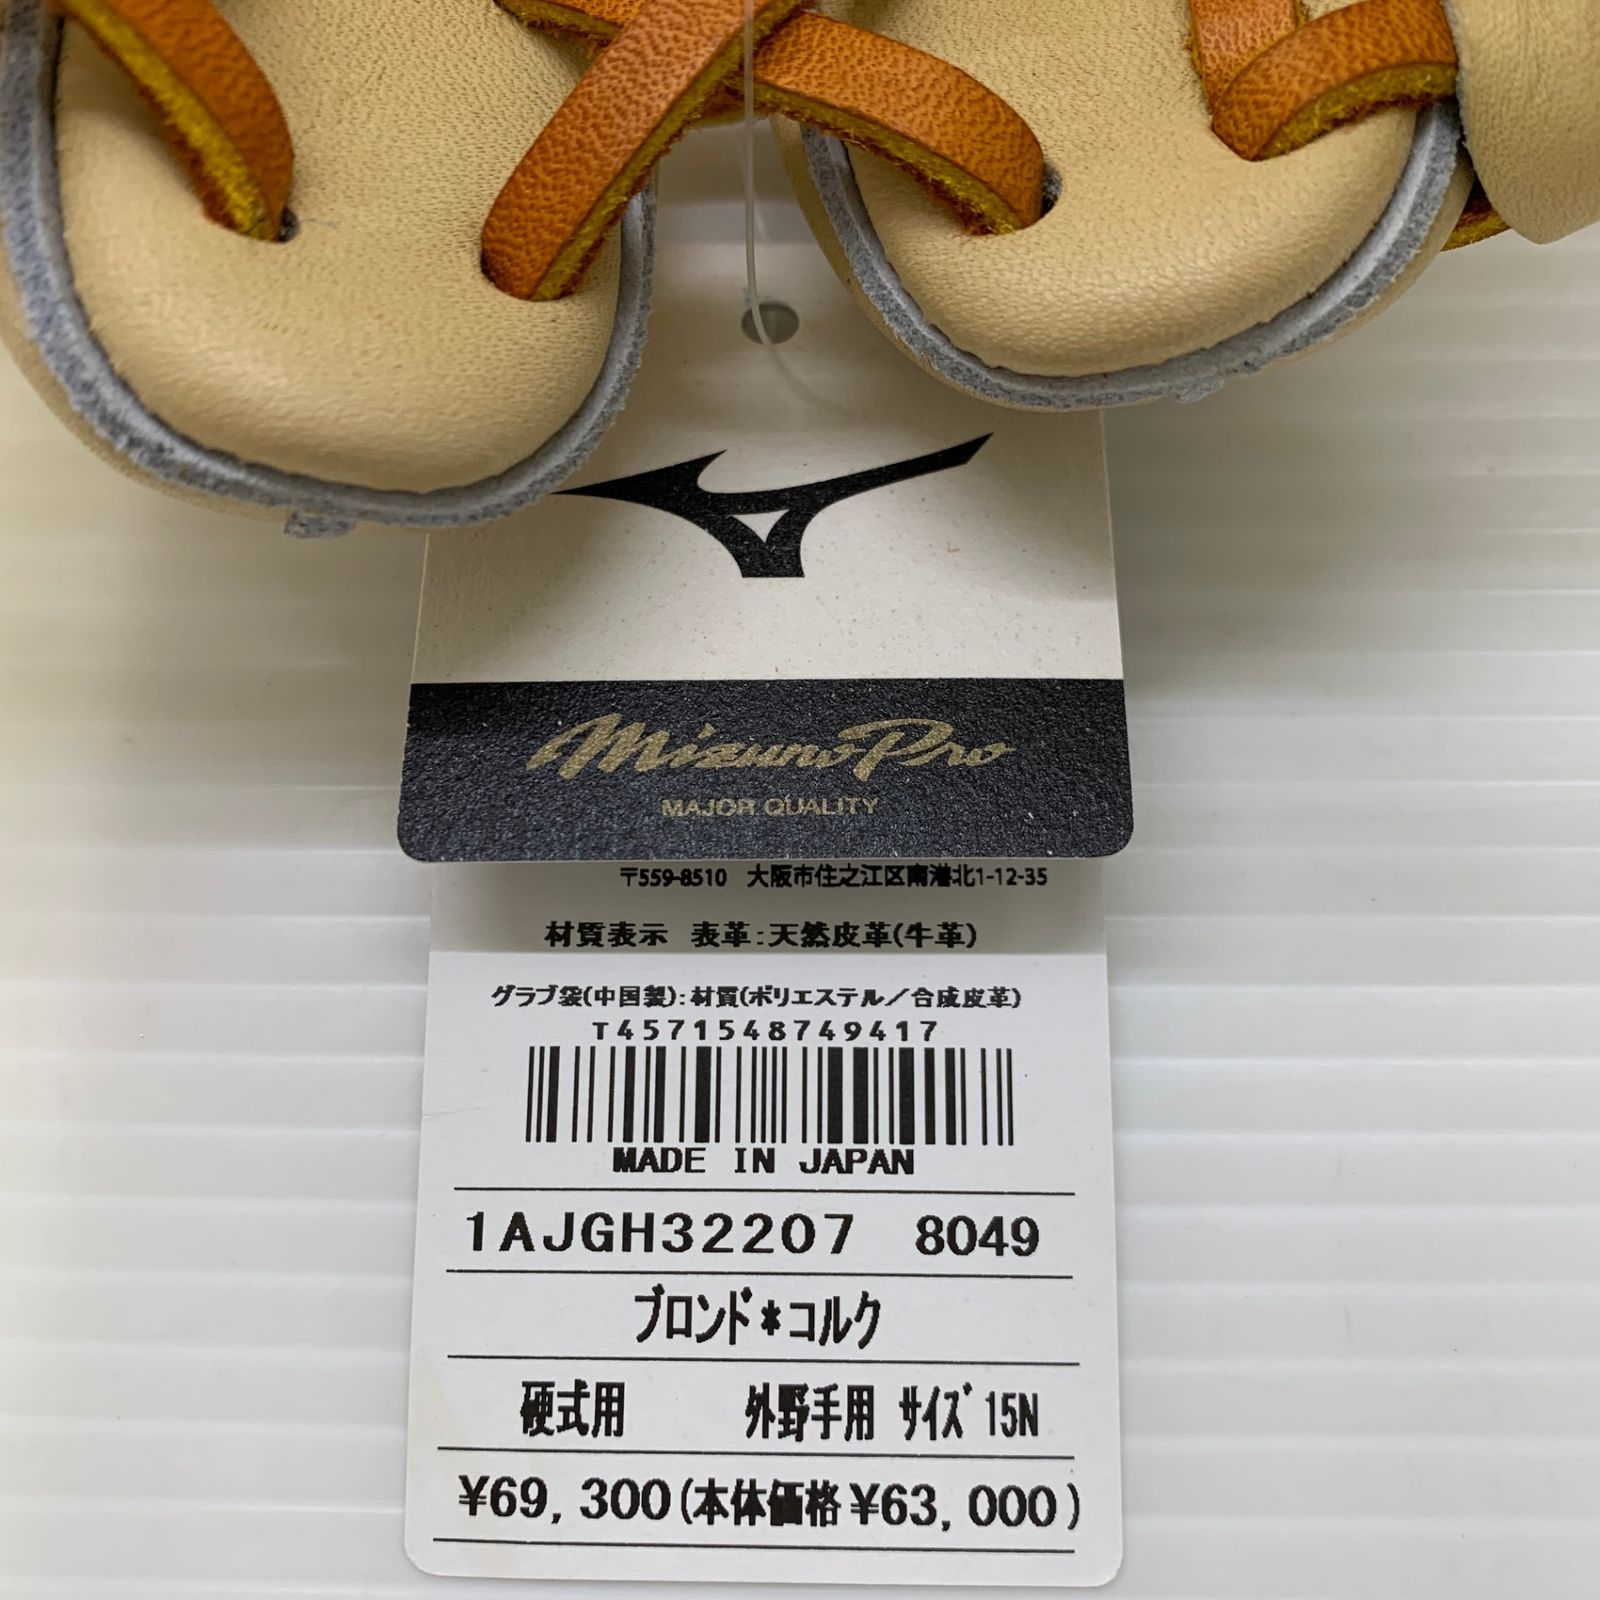 Mizuno Pro
MAJOR QUALITY
〒559-8510 大阪市住之江区南港北1-12-35
材質表示 表革:天然皮革(牛革)
グラブ袋(中国製):材質(ポリエステル/合成皮革)
T4571548749417
MADE IN JAPAN
1AJGH32207 8049
ブロンド*コルク
硬式用 外野手用 サイズ 15N
¥69,300(本体価格¥63,000)